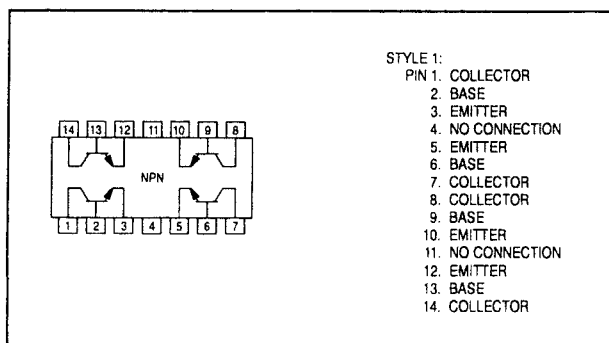 STYLE 1:
PIN 1. COLLECTOR
2. BASE
3. EMITTER
4. NO CONNECTION
5. EMITTER
6. BASE
7. COLLECTOR
8. COLLECTOR
9. BASE
10. EMITTER
11. NO CONNECTION
12. EMITTER
13. BASE
14. COLLECTOR
14 13 12 11 10 9 8
NPN
1 2 3 4 5 6 7